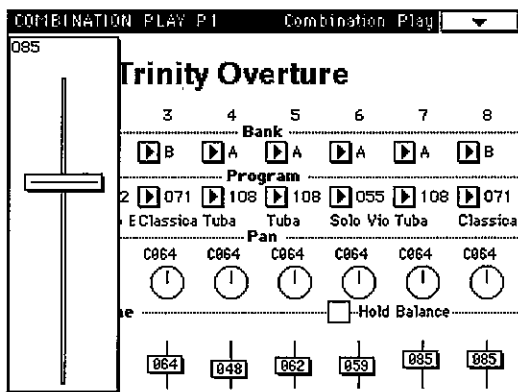 COMBINATION PLAY P1 Combination Play
085
Trinity Overture
3 4 5 6 7 8
Bank
B A A A A B
Program
2 071 108 108 055 108 071
EClassica Tuba Tuba Solo Vio Tuba Classica
Pan
C064 C064 C064 C064 C064 C064
Hold Balance
064 048 062 059 085 085